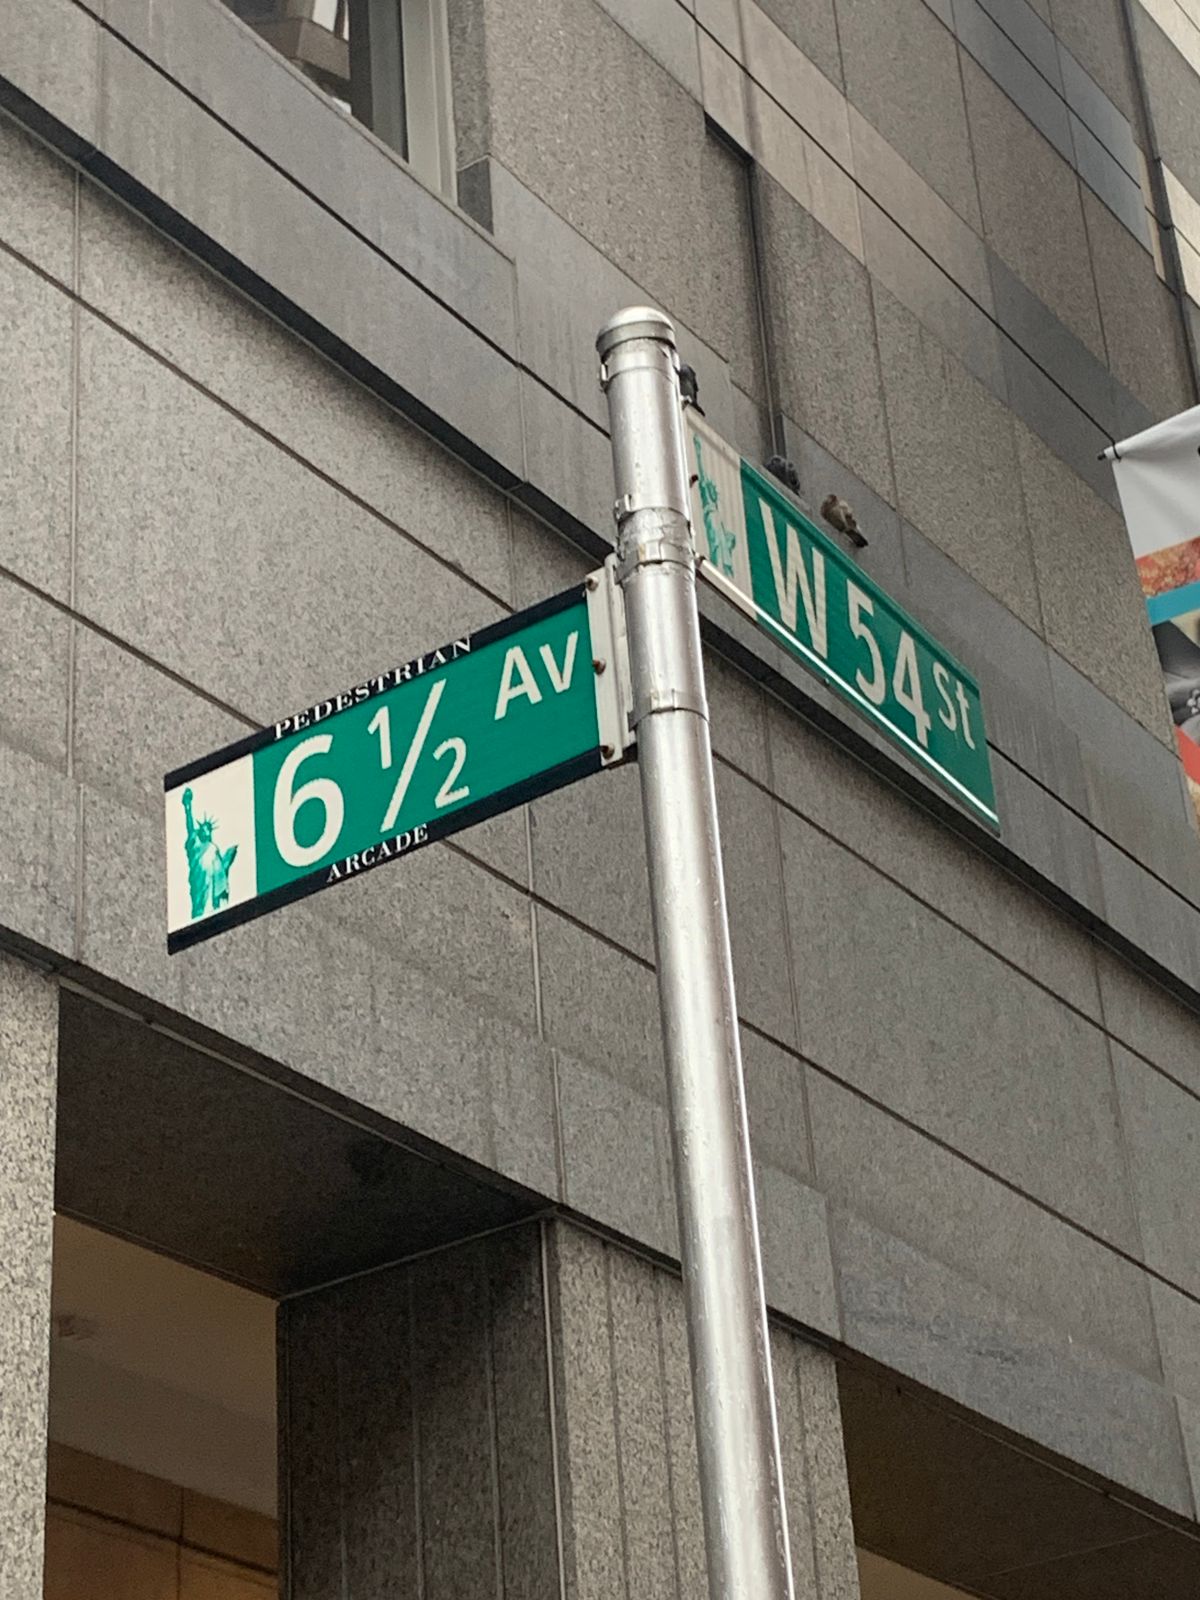 PEDESTRIAN
6 1/2 Av
ARCADE
W 54 St